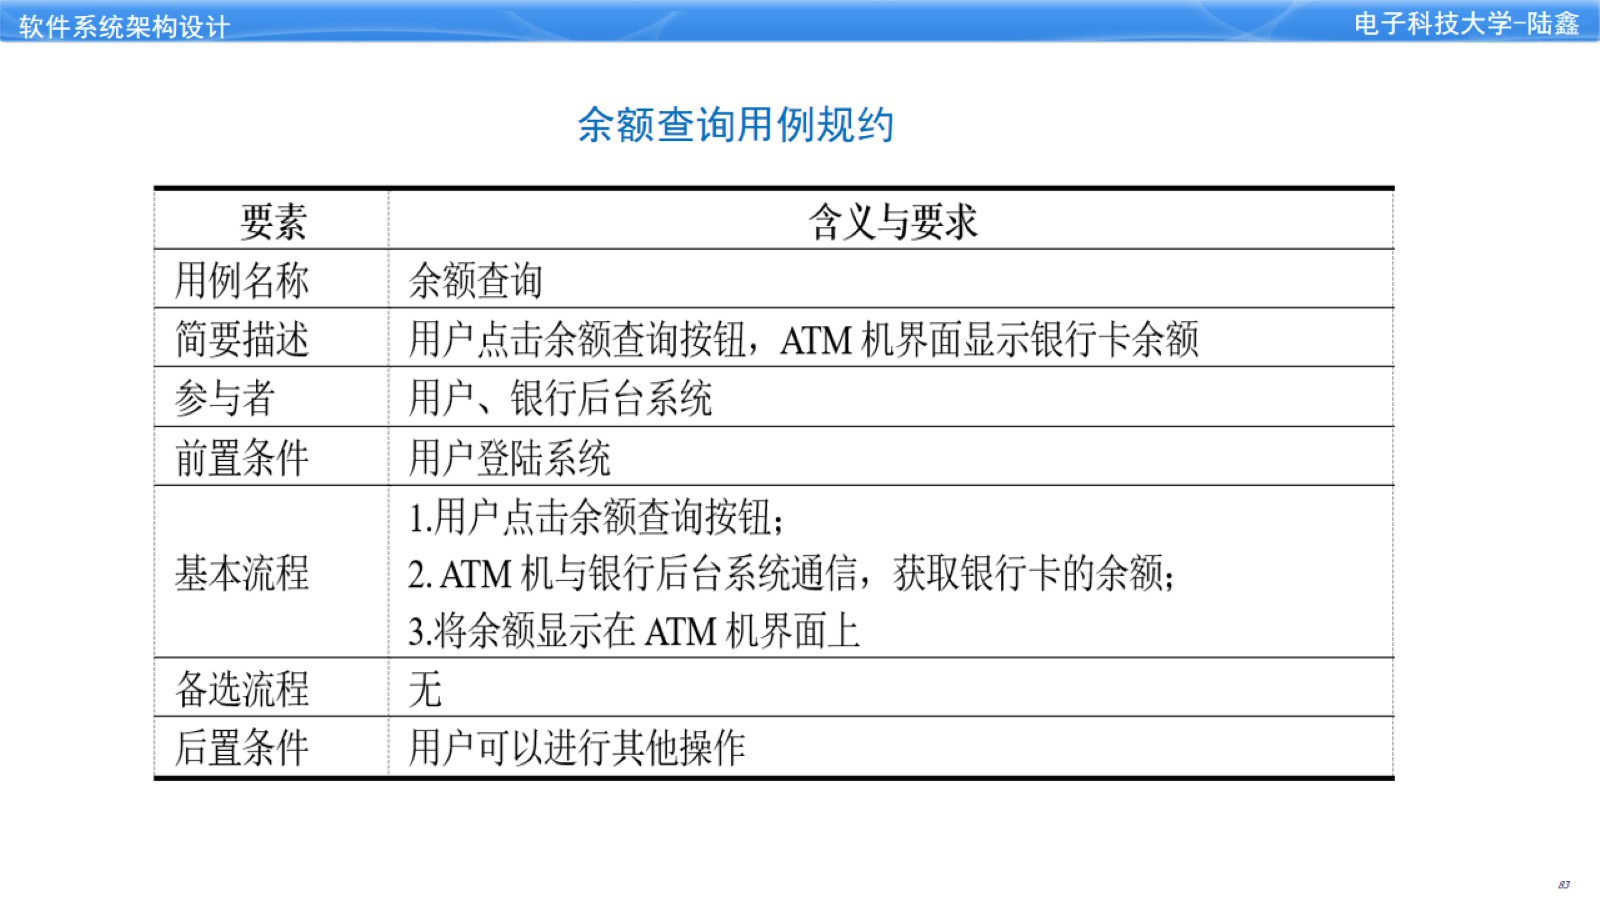 软件系统架构设计
电子科技大学-陆鑫
余额查询用例规约
要素 含义与要求
用例名称 余额查询
简要描述 用户点击余额查询按钮，ATM 机界面显示银行卡余额
参与者 用户、银行后台系统
前置条件 用户登陆系统
基本流程 1.用户点击余额查询按钮；
2. ATM 机与银行后台系统通信，获取银行卡的余额；
3.将余额显示在 ATM 机界面上
备选流程 无
后置条件 用户可以进行其他操作
83